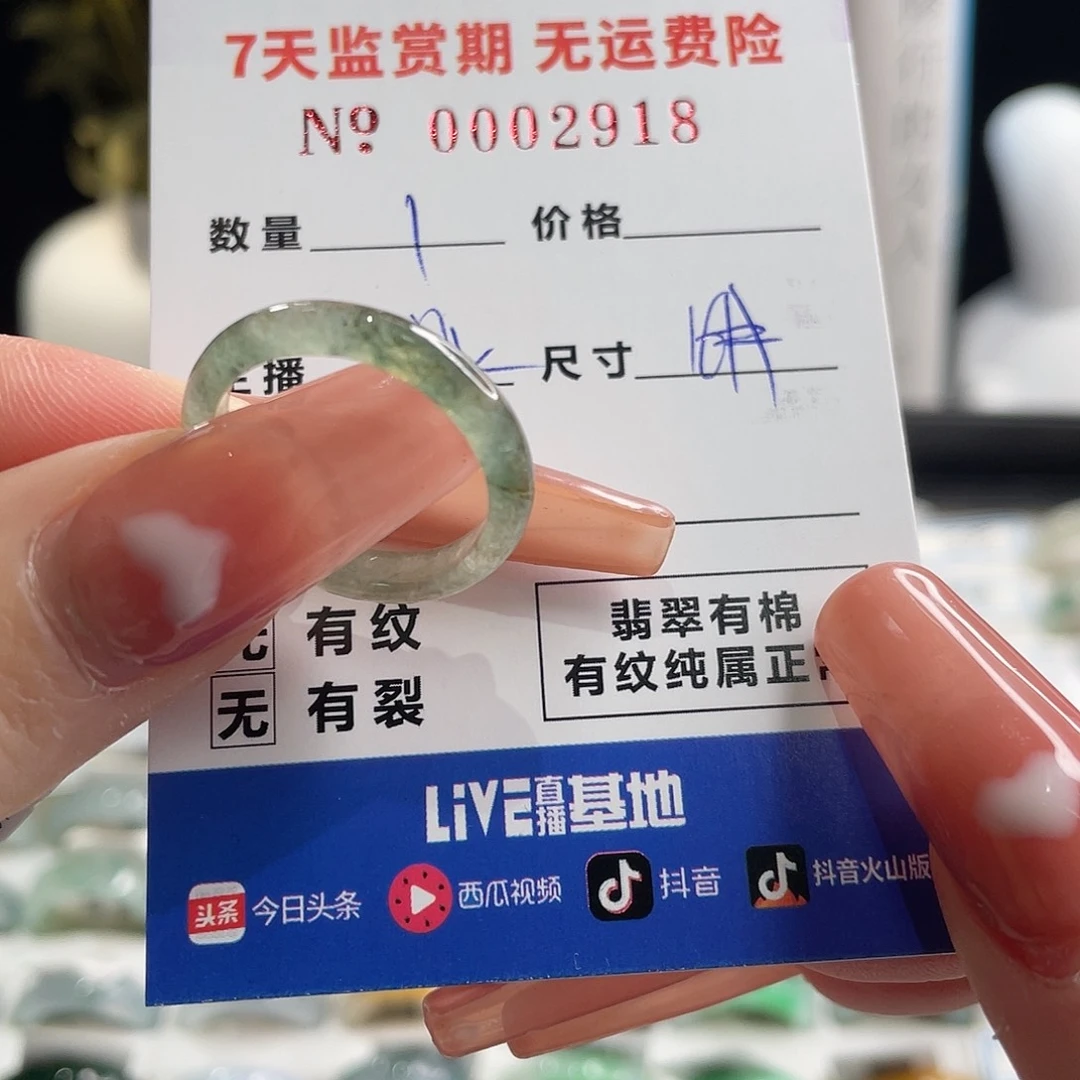 7天监赏期 无运费险
Nº 0002918
数量 1 价格
播 尺寸
有纹
无 有裂
翡翠有棉
有纹纯属正
LiVE直播基地
头条 今日头条 西瓜视频 抖音 抖音火山版